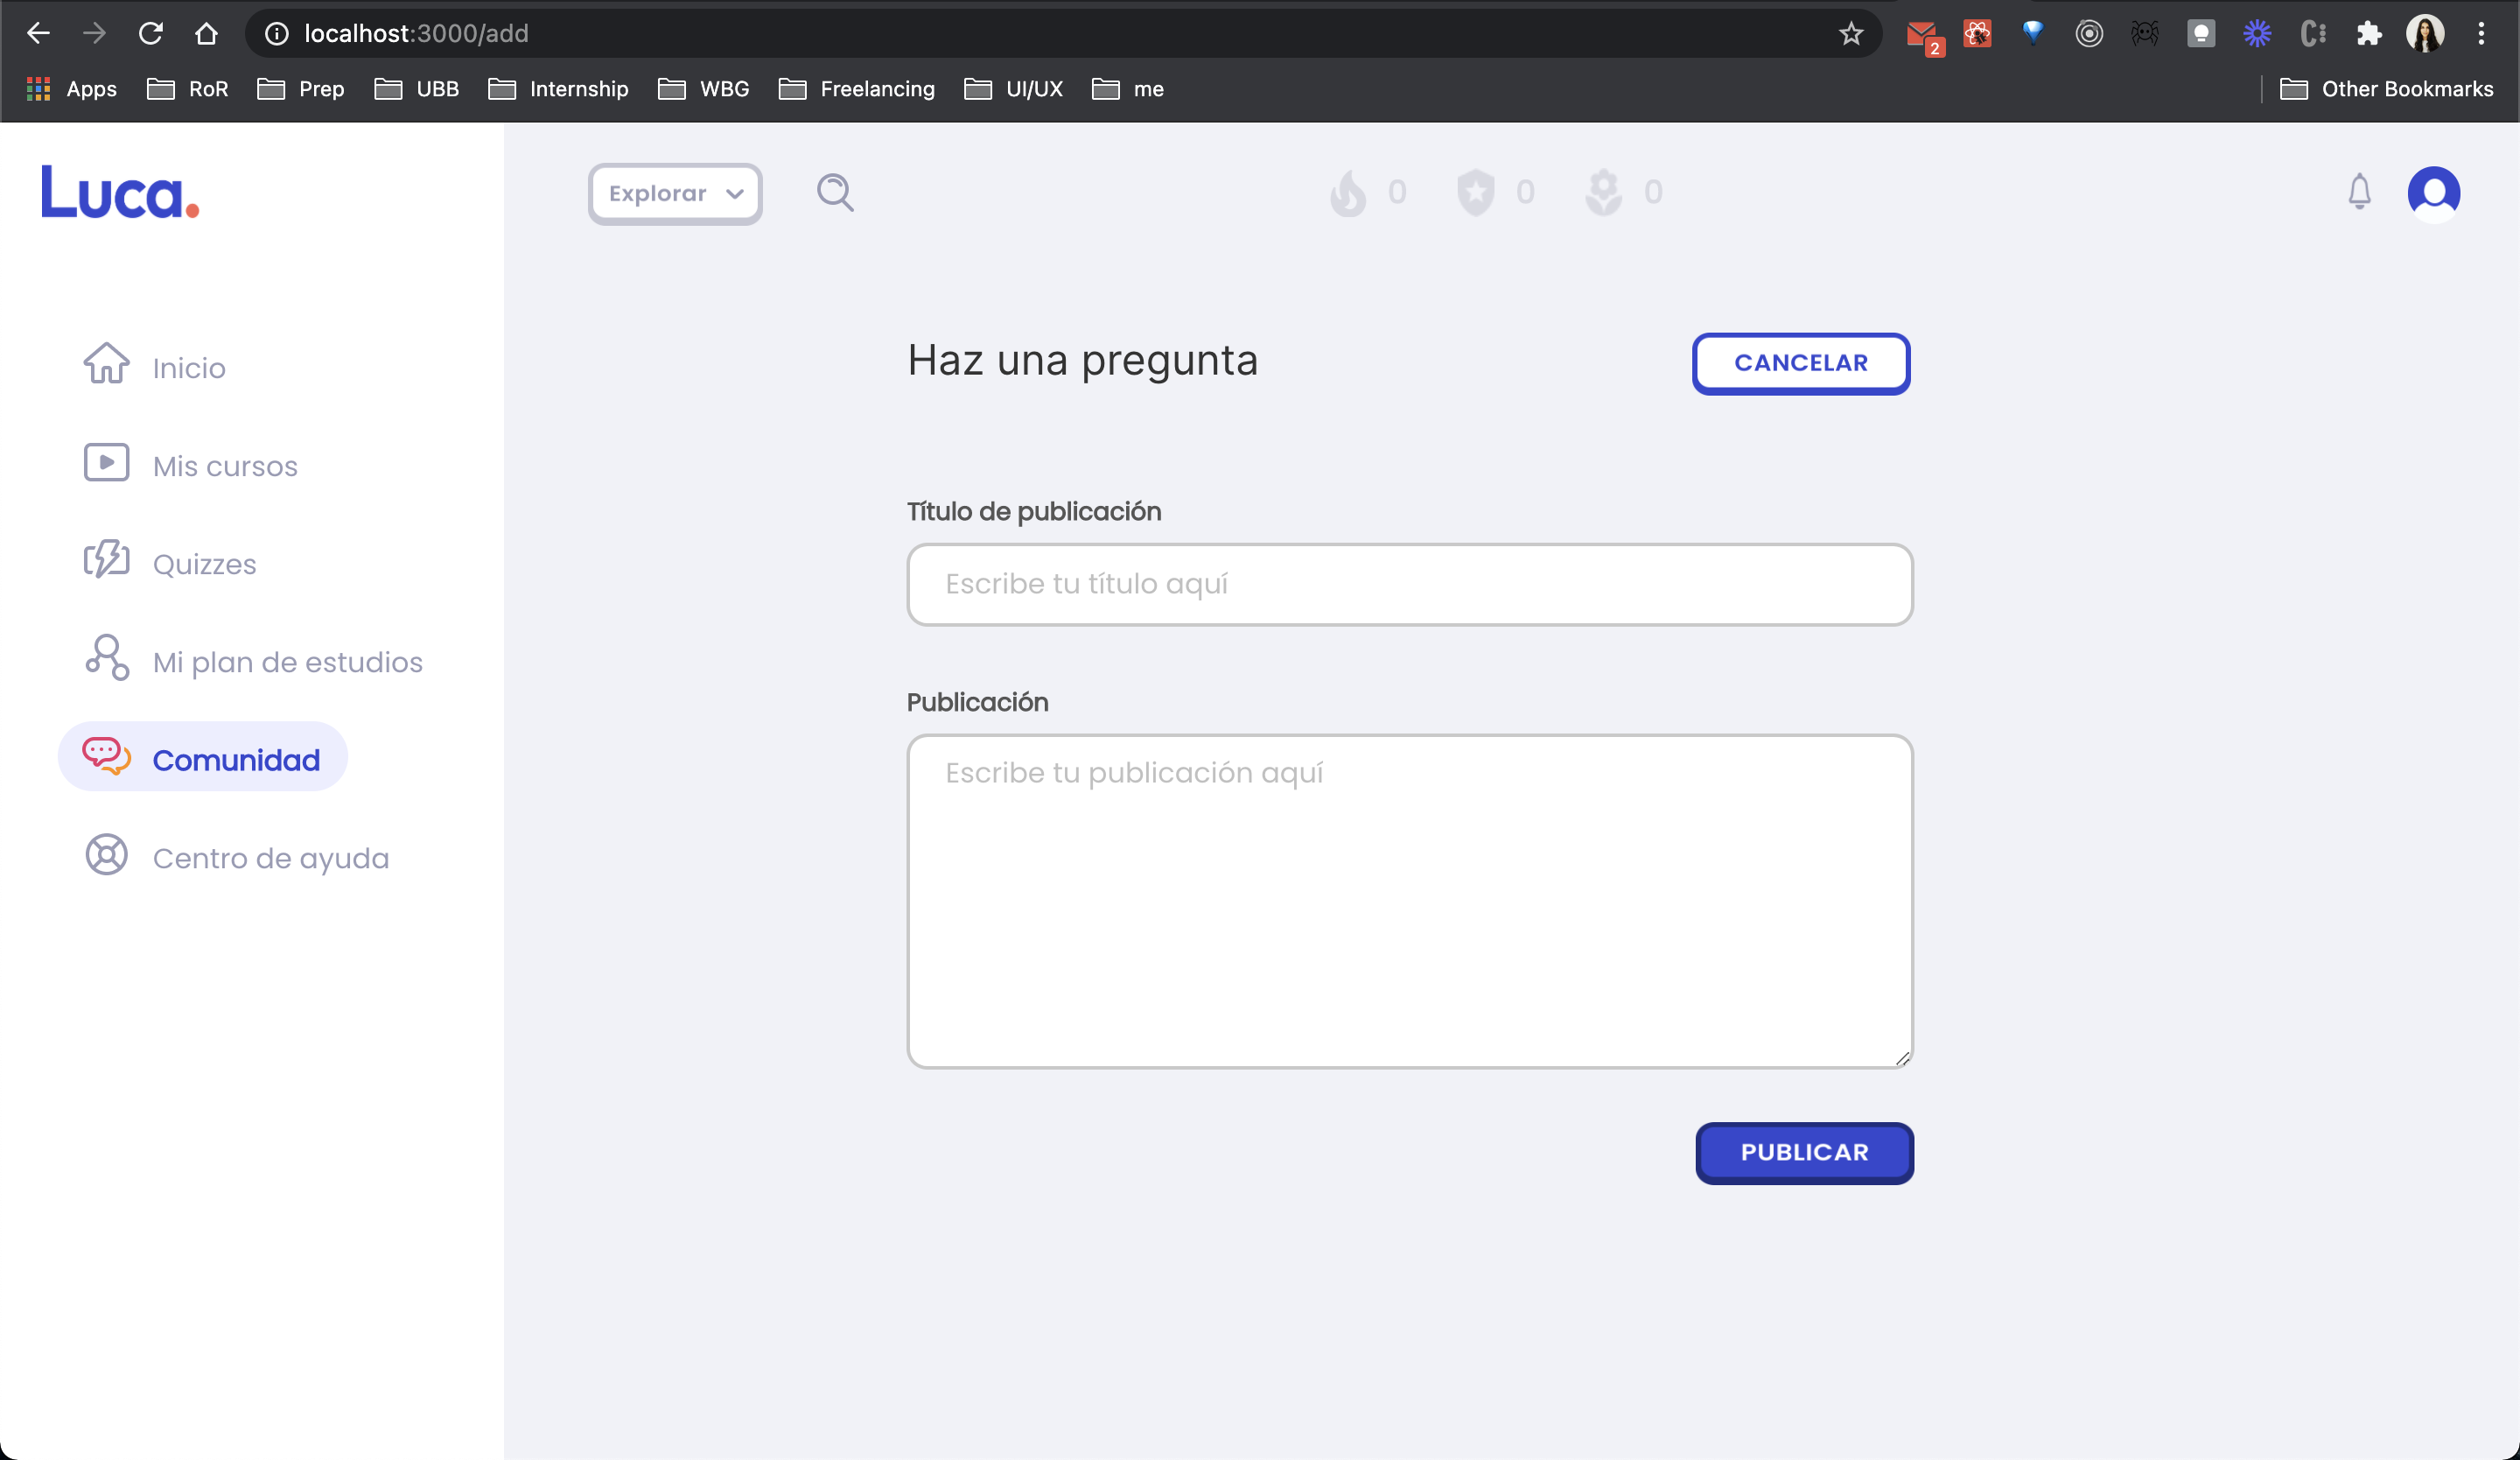 localhost:3000/add
2
Apps RoR Prep UBB Internship WBG Freelancing UI/UX me Other Bookmarks
Luca.
Explorar
0 0 0
Inicio
Mis cursos
Quizzes
Mi plan de estudios
Comunidad
Centro de ayuda
Haz una pregunta
CANCELAR
Título de publicación
Escribe tu título aquí
Publicación
Escribe tu publicación aquí
PUBLICAR